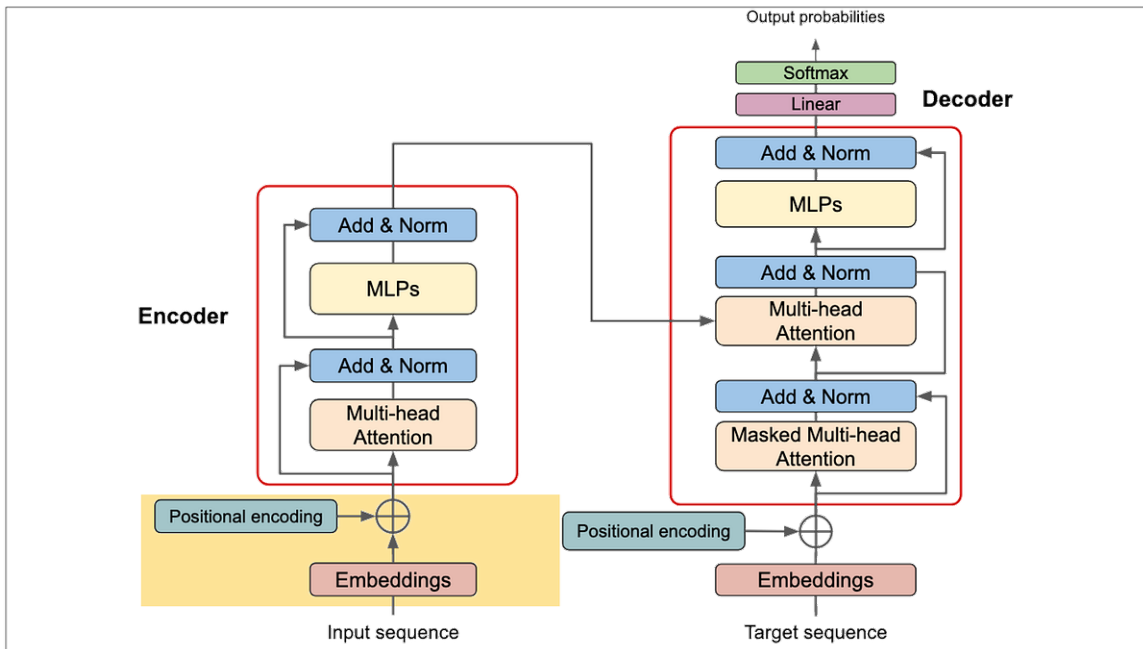 Output probabilities
Softmax
Linear
Decoder
Add & Norm
MLPs
Add & Norm
Multi-head
Attention
Add & Norm
Masked Multi-head
Attention
Positional encoding
Embeddings
Target sequence
Encoder
Add & Norm
MLPs
Add & Norm
Multi-head
Attention
Positional encoding
Embeddings
Input sequence